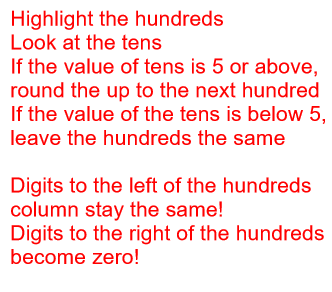 Highlight the hundreds
Look at the tens
If the value of tens is 5 or above,
round the up to the next hundred
If the value of the tens is below 5,
leave the hundreds the same
Digits to the left of the hundreds
column stay the same!
Digits to the right of the hundreds
become zero!